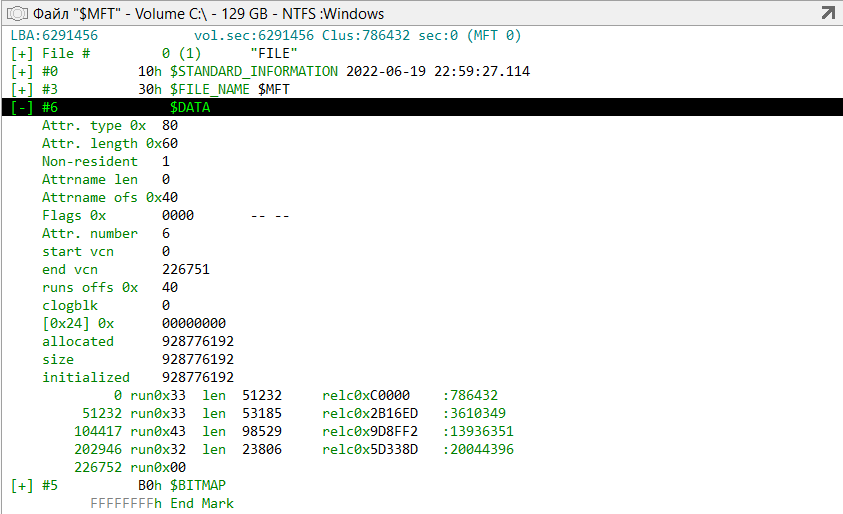 Файл "$MFT" - Volume C:\ - 129 GB - NTFS :Windows
LBA:6291456 vol.sec:6291456 Clus:786432 sec:0 (MFT 0)
[+] File # 0 (1) "FILE"
[+] #0 10h $STANDARD_INFORMATION 2022-06-19 22:59:27.114
[+] #3 30h $FILE_NAME $MFT
[-] #6 $DATA
Attr. type 0x 80
Attr. length 0x60
Non-resident 1
Attrname len 0
Attrname ofs 0x40
Flags 0x 0000 -- --
Attr. number 6
start vcn 0
end vcn 226751
runs offs 0x 40
clogblk 0
[0x24] 0x 00000000
allocated 928776192
size 928776192
initialized 928776192
0 run0x33 len 51232 relc0xC0000 :786432
51232 run0x33 len 53185 relc0x2B16ED :3610349
104417 run0x43 len 98529 relc0x9D8FF2 :13936351
202946 run0x32 len 23806 relc0x5D338D :20044396
226752 run0x00
[+] #5 B0h $BITMAP
FFFFFFFFh End Mark